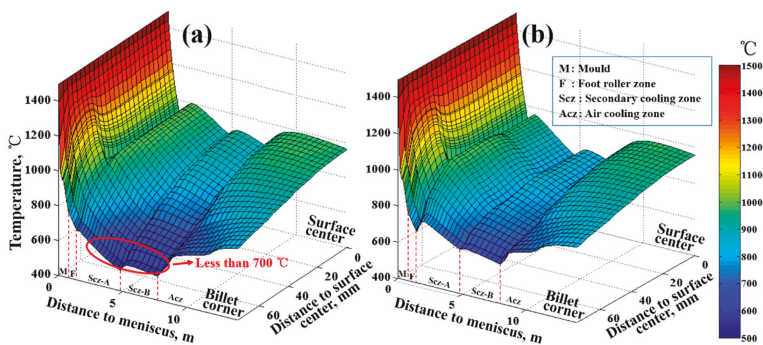 (a)
1400
1200
1000
800
600
400
Temperature, ℃
M
F
Scz-A
Scz-B
Acz
Less than 700 ℃
0
5
10
Distance to meniscus, m
Billet
corner
Surface
center
0
20
40
60
Distance to surface
center, mm
(b)
M : Mould
F : Foot roller zone
Scz : Secondary cooling zone
Acz : Air cooling zone
1400
1200
1000
800
600
400
M
F
Scz-A
Scz-B
Acz
0
5
10
Distance to meniscus, m
Billet
corner
Surface
center
0
20
40
60
Distance to surface
center, mm
℃
1500
1400
1300
1200
1100
1000
900
800
700
600
500